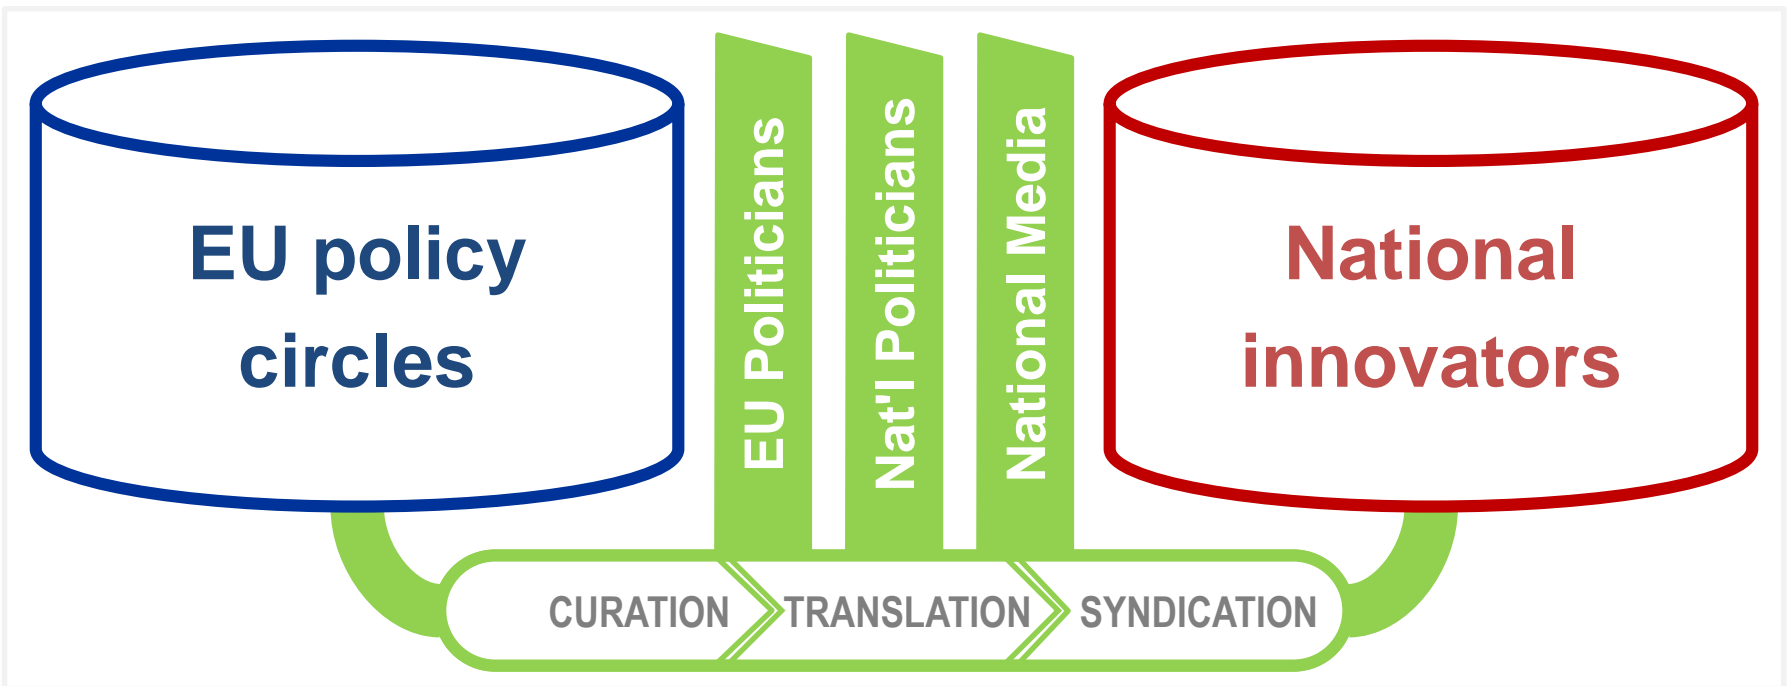 EU policy
circles
EU Politicians
Nat'l Politicians
National Media
National
innovators
CURATION
TRANSLATION
SYNDICATION